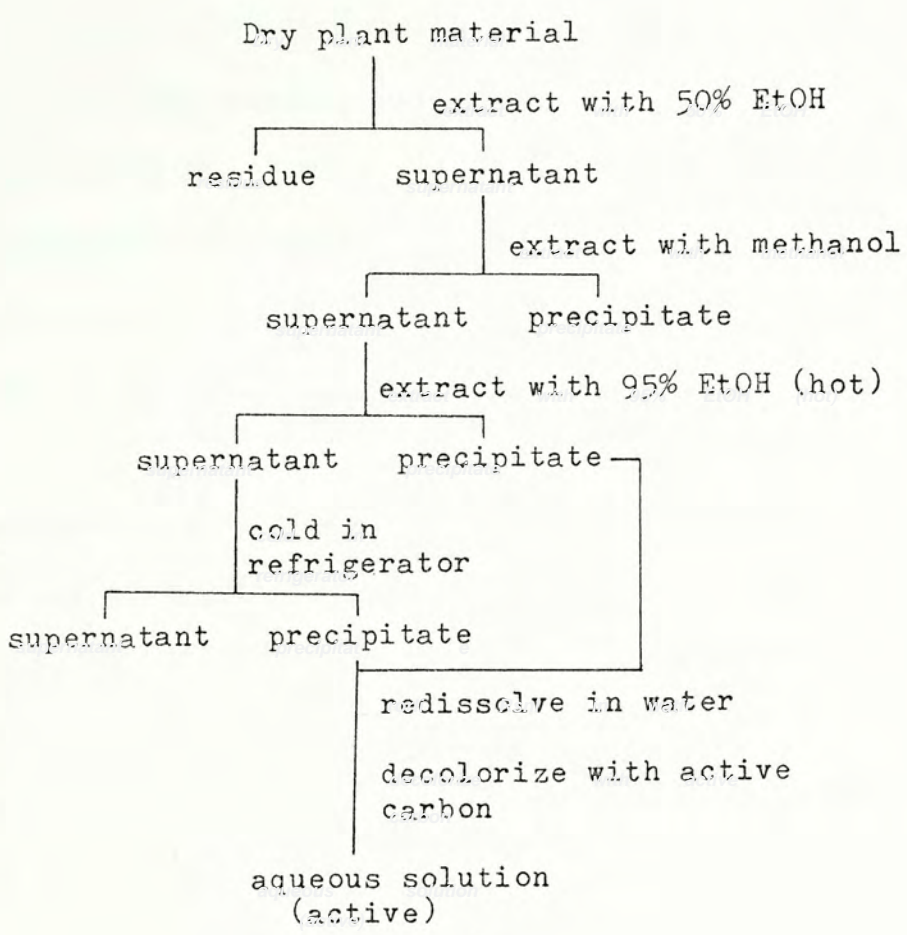 Dry plant material
extract with 50% EtOH
residue supernatant
extract with methanol
supernatant precipitate
extract with 95% EtOH (hot)
supernatant precipitate
cold in
refrigerator
supernatant precipitate
redissolve in water
decolorize with active
carbon
aqueous solution
(active)